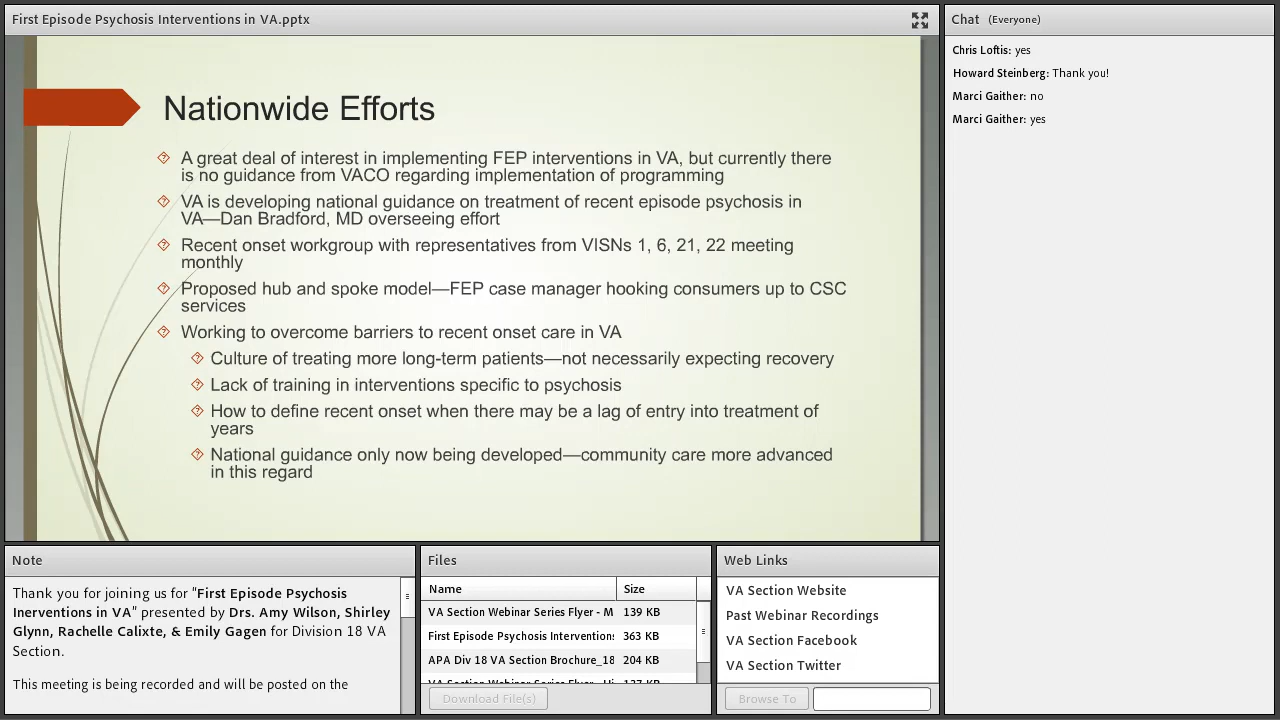 First Episode Psychosis Interventions in VA.pptx
Nationwide Efforts
A great deal of interest in implementing FEP interventions in VA, but currently there
is no guidance from VACO regarding implementation of programming
VA is developing national guidance on treatment of recent episode psychosis in
VA—Dan Bradford, MD overseeing effort
Recent onset workgroup with representatives from VISNs 1, 6, 21, 22 meeting
monthly
Proposed hub and spoke model—FEP case manager hooking consumers up to CSC
services
Working to overcome barriers to recent onset care in VA
Culture of treating more long-term patients—not necessarily expecting recovery
Lack of training in interventions specific to psychosis
How to define recent onset when there may be a lag of entry into treatment of
years
National guidance only now being developed—community care more advanced
in this regard
Chat (Everyone)
Chris Loftis: yes
Howard Steinberg: Thank you!
Marci Gaither: no
Marci Gaither: yes
Note
Thank you for joining us for "First Episode Psychosis
Inerventions in VA" presented by Drs. Amy Wilson, Shirley
Glynn, Rachelle Calixte, & Emily Gagen for Division 18 VA
Section.
This meeting is being recorded and will be posted on the
Files
Name Size
VA Section Webinar Series Flyer - M 139 KB
First Episode Psychosis Interventions 363 KB
APA Div 18 VA Section Brochure_18 204 KB
VA Section Webinar Series Flyer - Hi 137 KB
Download File(s)
Web Links
VA Section Website
Past Webinar Recordings
VA Section Facebook
VA Section Twitter
Browse To